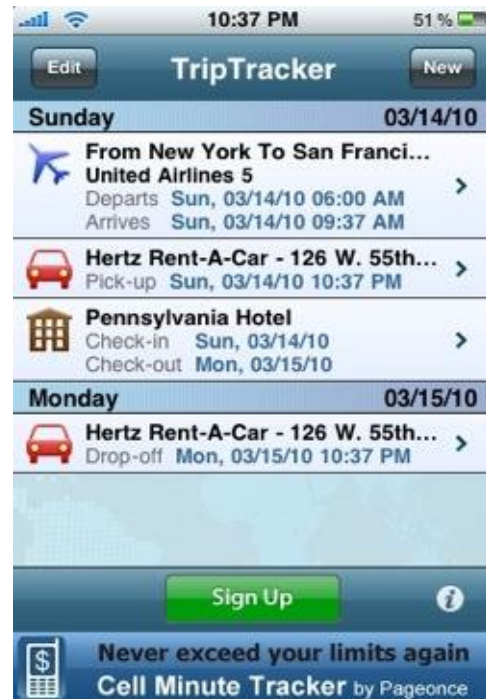 10:37 PM 51 %
Edit TripTracker New
Sunday 03/14/10
From New York To San Franci...
United Airlines 5
Departs Sun, 03/14/10 06:00 AM
Arrives Sun, 03/14/10 09:37 AM
Hertz Rent-A-Car - 126 W. 55th...
Pick-up Sun, 03/14/10 10:37 PM
Pennsylvania Hotel
Check-in Sun, 03/14/10
Check-out Mon, 03/15/10
Monday 03/15/10
Hertz Rent-A-Car - 126 W. 55th...
Drop-off Mon, 03/15/10 10:37 PM
Sign Up i
$ Never exceed your limits again
Cell Minute Tracker by Pageonce